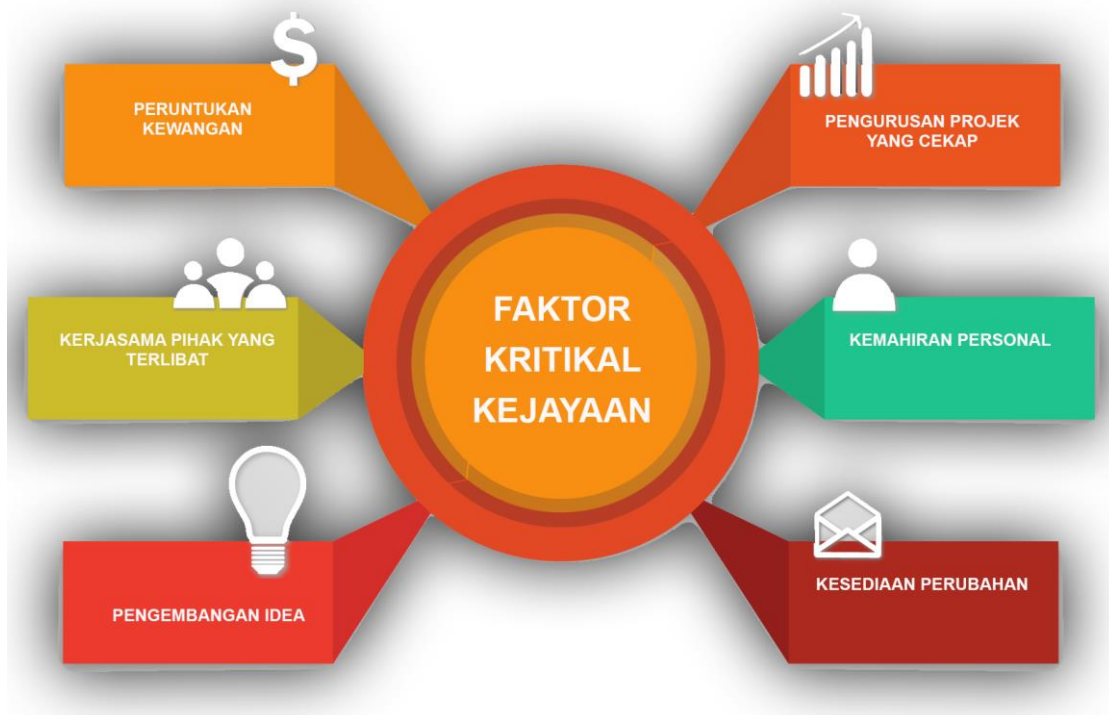 PERUNTUKAN
KEWANGAN
PENGURUSAN PROJEK
YANG CEKAP
KERJASAMA PIHAK YANG
TERLIBAT
FAKTOR
KRITIKAL
KEJAYAAN
KEMAHIRAN PERSONAL
PENGEMBANGAN IDEA
KESEDIAAN PERUBAHAN